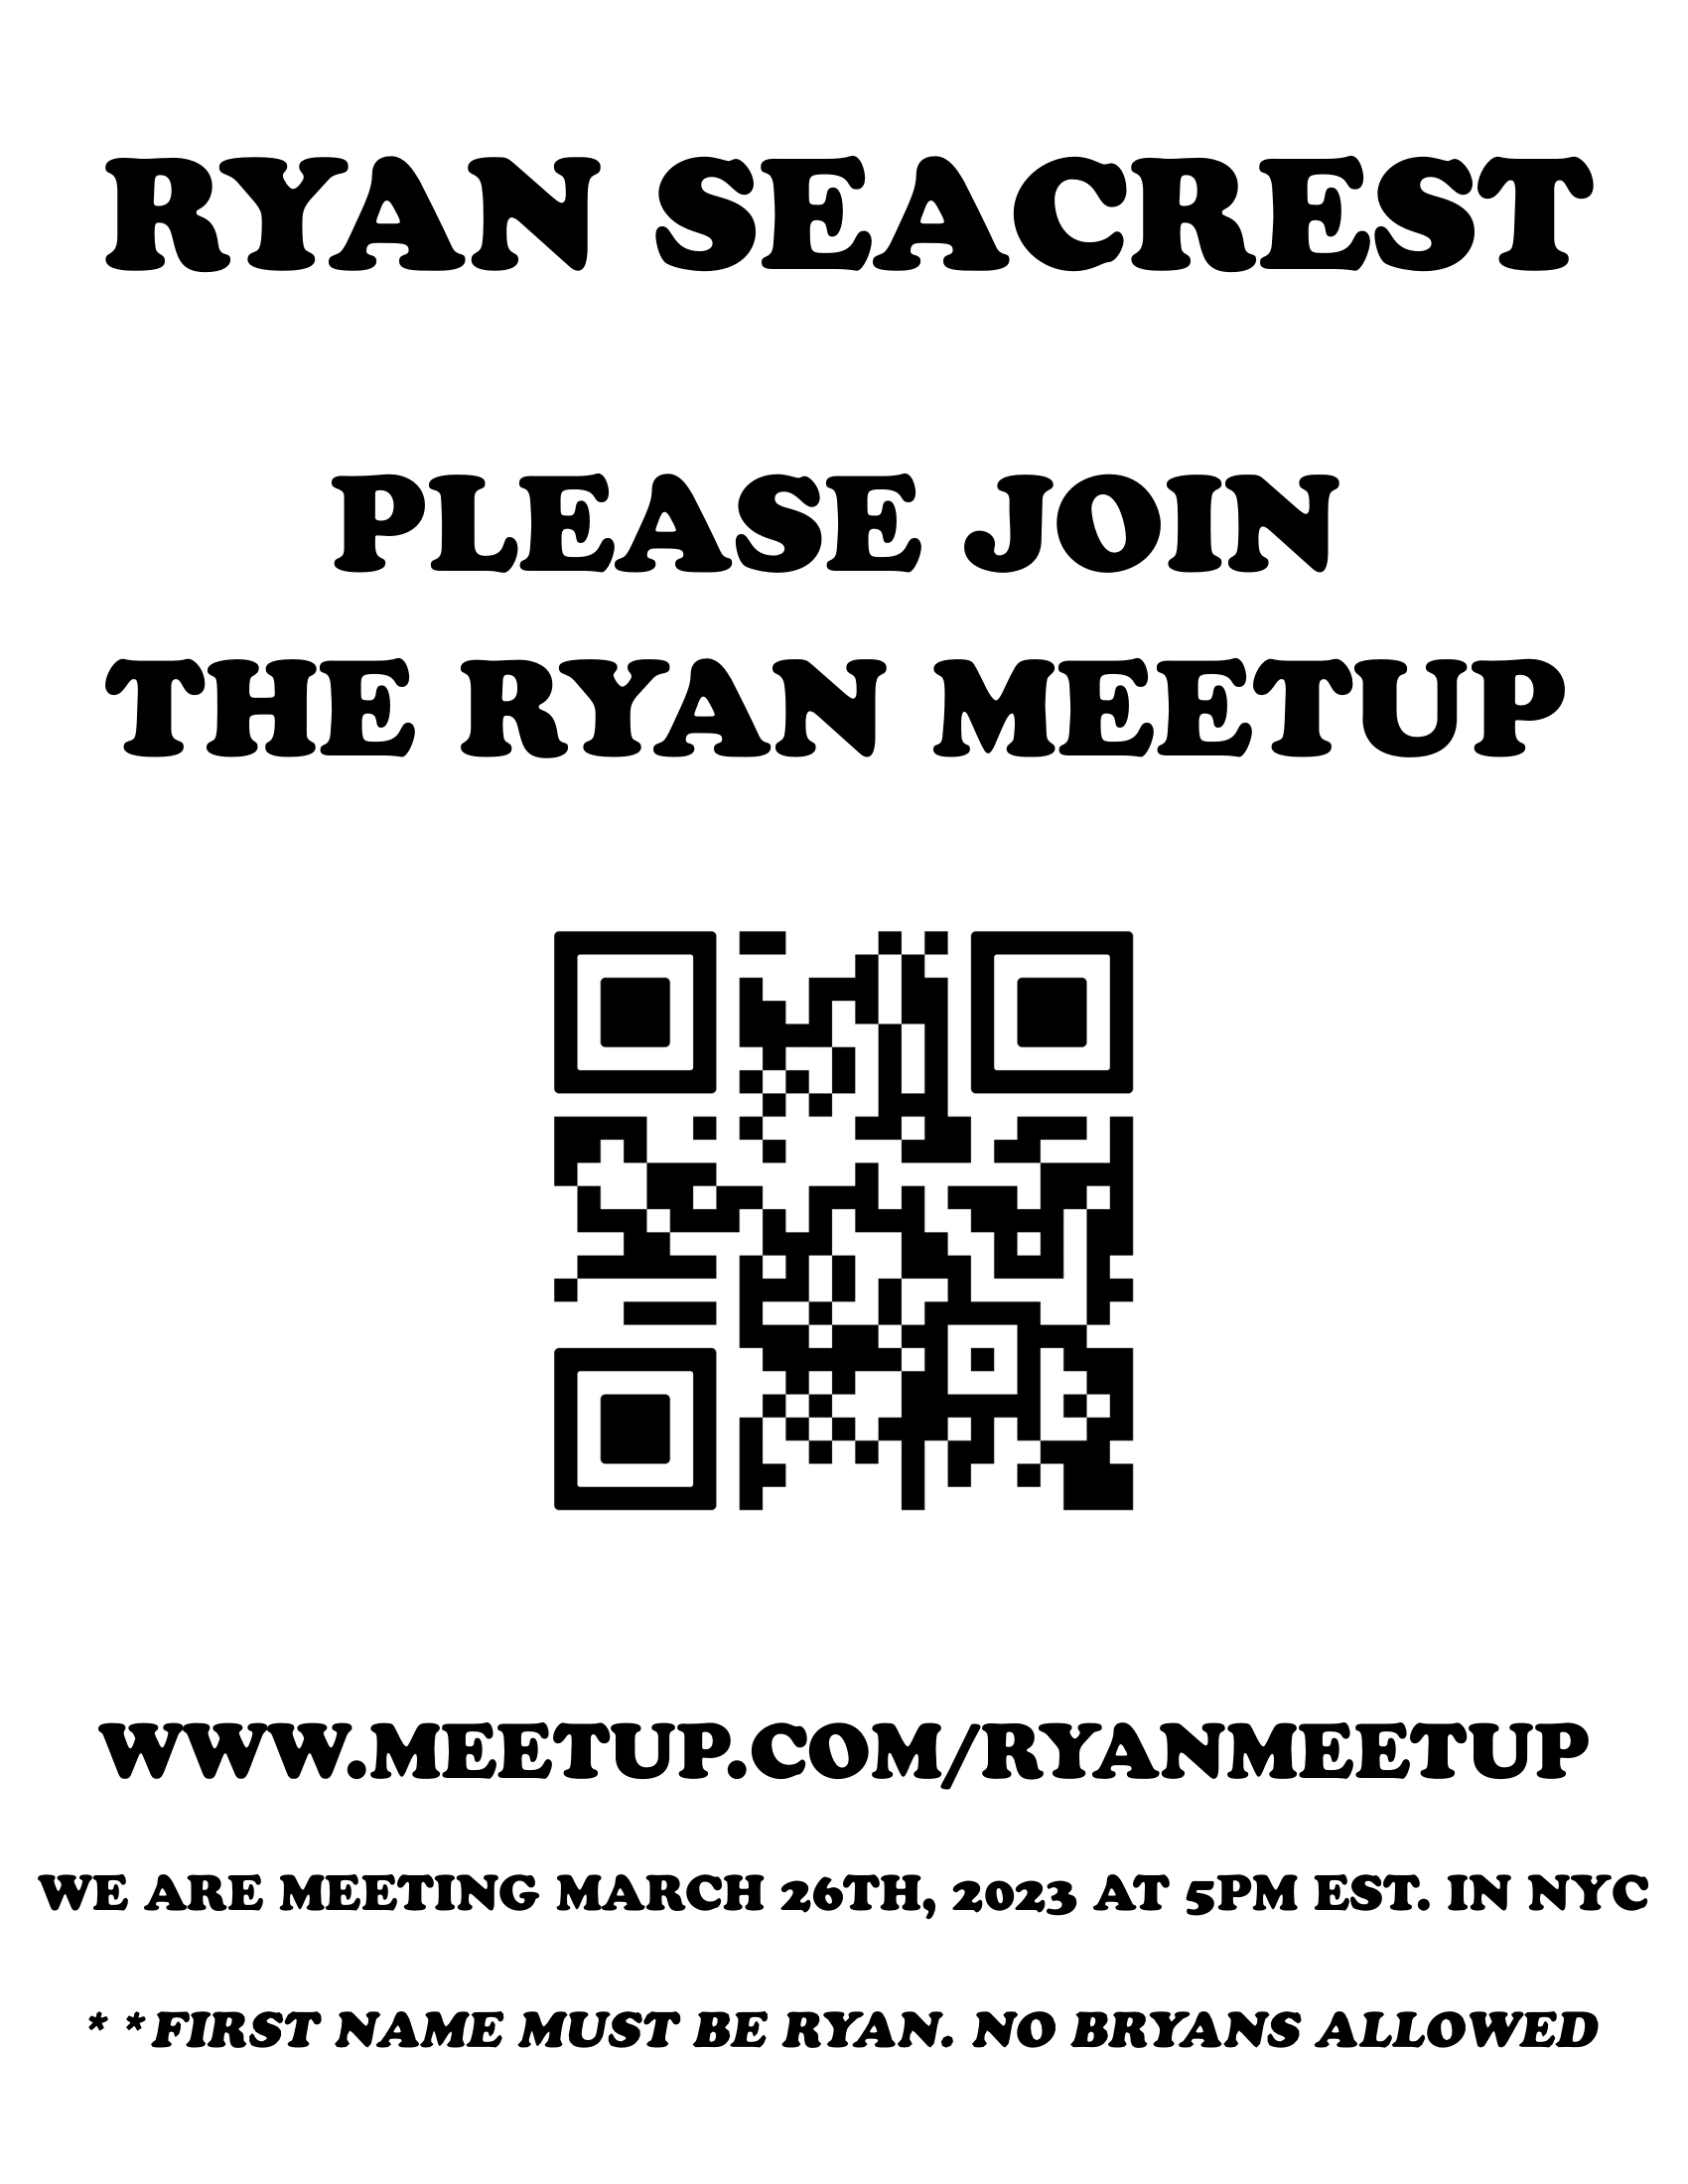 RYAN SEACREST
PLEASE JOIN
THE RYAN MEETUP
WWW.MEETUP.COM/RYANMEETUP
WE ARE MEETING MARCH 26TH, 2023 AT 5PM EST. IN NYC
* *FIRST NAME MUST BE RYAN. NO BRYANS ALLOWED